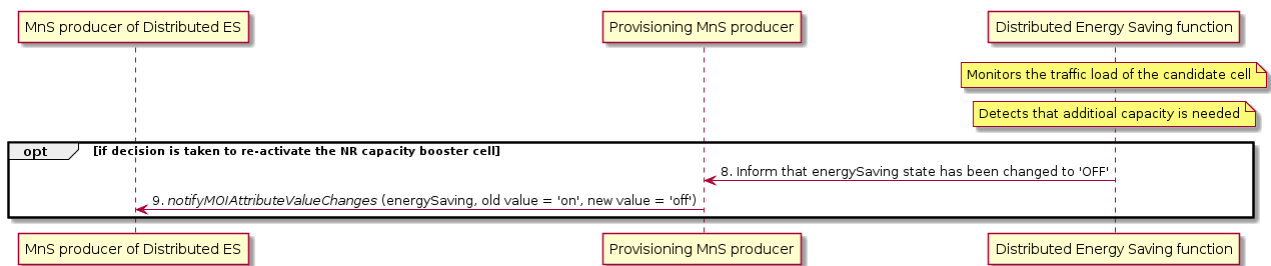 MnS producer of Distributed ES
Provisioning MnS producer
Distributed Energy Saving function
Monitors the traffic load of the candidate cell
Detects that additioal capacity is needed
opt [if decision is taken to re-activate the NR capacity booster cell]
8. Inform that energySaving state has been changed to 'OFF'
9. notifyMOIAttributeValueChanges (energySaving, old value = 'on', new value = 'off')
MnS producer of Distributed ES
Provisioning MnS producer
Distributed Energy Saving function